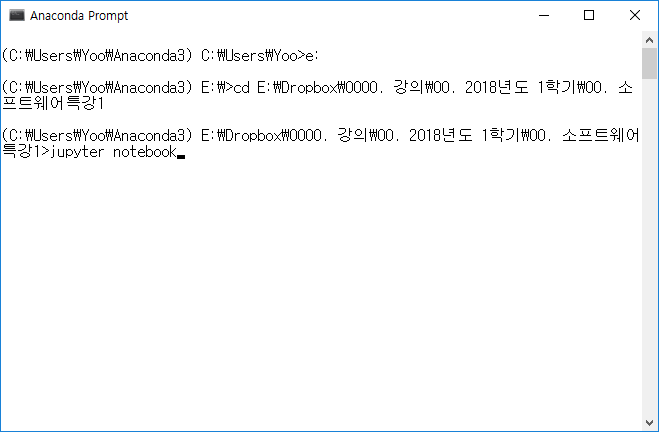 Anaconda Prompt
(C:₩Users₩Yoo₩Anaconda3) C:₩Users₩Yoo>e:
(C:₩Users₩Yoo₩Anaconda3) E:₩>cd E:₩Dropbox₩0000. 강의₩00. 2018년도 1학기₩00. 소
프트웨어특강1
(C:₩Users₩Yoo₩Anaconda3) E:₩Dropbox₩0000. 강의₩00. 2018년도 1학기₩00. 소프트웨어
특강1>jupyter notebook